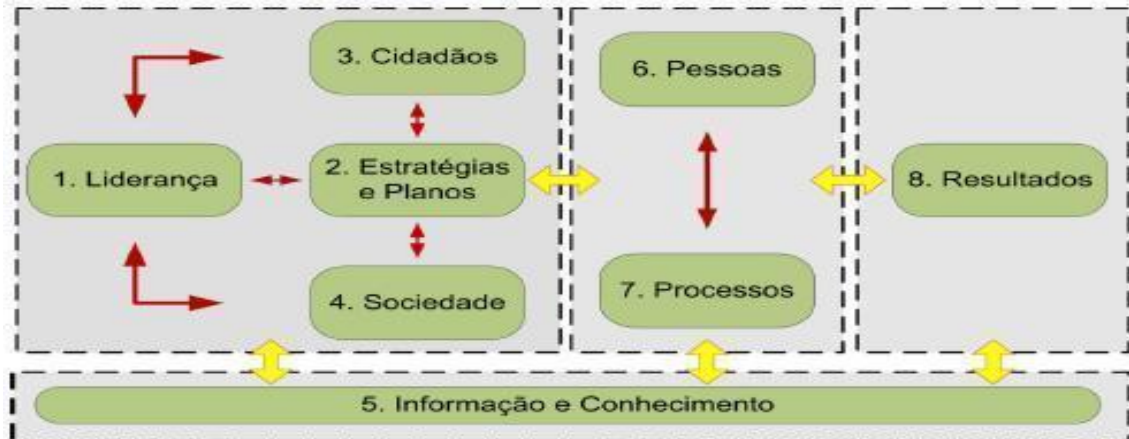 3. Cidadãos
6. Pessoas
1. Liderança
2. Estratégias
e Planos
8. Resultados
4. Sociedade
7. Processos
5. Informação e Conhecimento